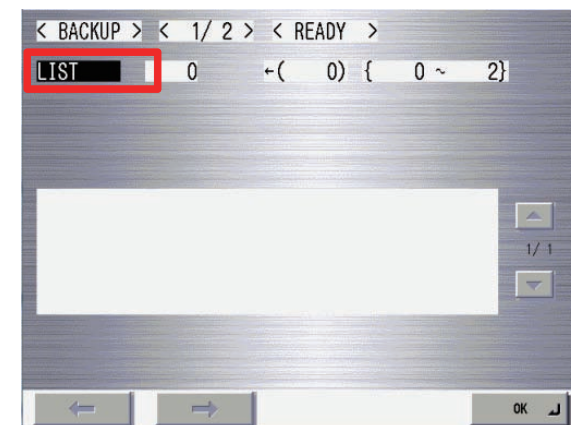 < BACKUP > < 1/ 2 > < READY >
LIST 0 ←( 0) { 0 ~ 2}
1/ 1
OK